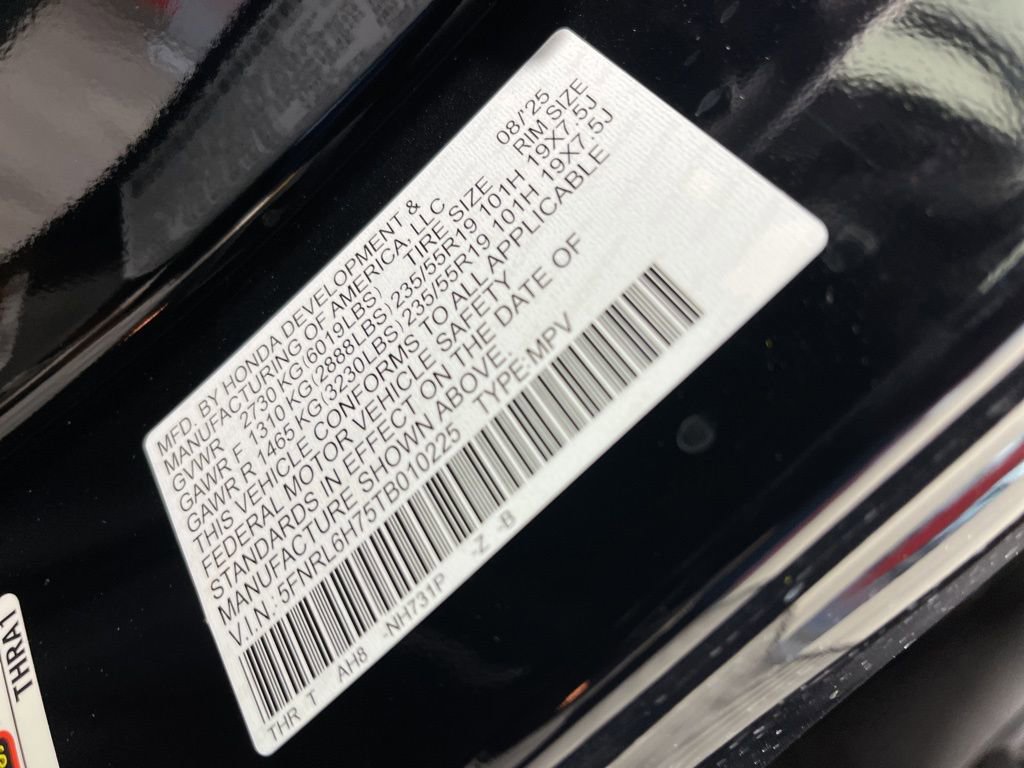 MFD. BY HONDA DEVELOPMENT &
MANUFACTURING OF AMERICA, LLC 08/'25
GVWR 2730 KG(6019LBS) TIRE SIZE RIM SIZE
GAWR F 1310 KG(2888LBS) 235/55R19 101H 19X7.5J
GAWR R 1465 KG(3230LBS) 235/55R19 101H 19X7.5J
THIS VEHICLE CONFORMS TO ALL APPLICABLE
FEDERAL MOTOR VEHICLE SAFETY
STANDARDS IN EFFECT ON THE DATE OF
MANUFACTURE SHOWN ABOVE.
V.I.N.: 5FNRL6H75TB010225 TYPE: MPV
THR T AH8 -NH731P -Z -B
THRA1